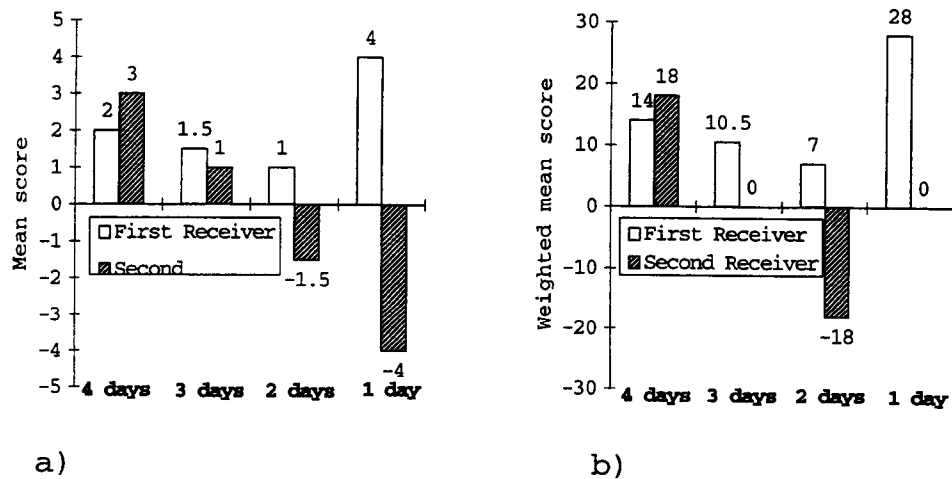 5
4
3
2
1
0
-1
-2
-3
-4
-5
Mean score
2
3
1.5
1
1
-1.5
4
-4
First Receiver
Second
4 days
3 days
2 days
1 day
a)
30
20
10
0
-10
-20
-30
Weighted mean score
14
18
10.5
0
7
-18
28
0
First Receiver
Second Receiver
4 days
3 days
2 days
1 day
b)